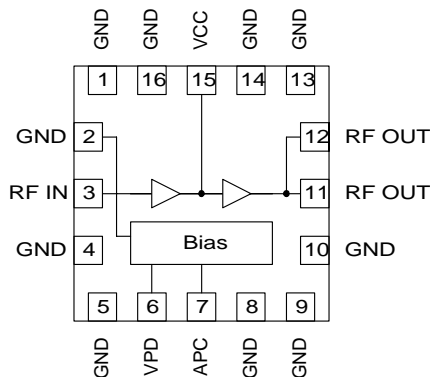 GND GND VCC GND GND
1 16 15 14 13
GND 2 12 RF OUT
RF IN 3 11 RF OUT
GND 4 Bias 10 GND
5 6 7 8 9
GND VPD APC GND GND